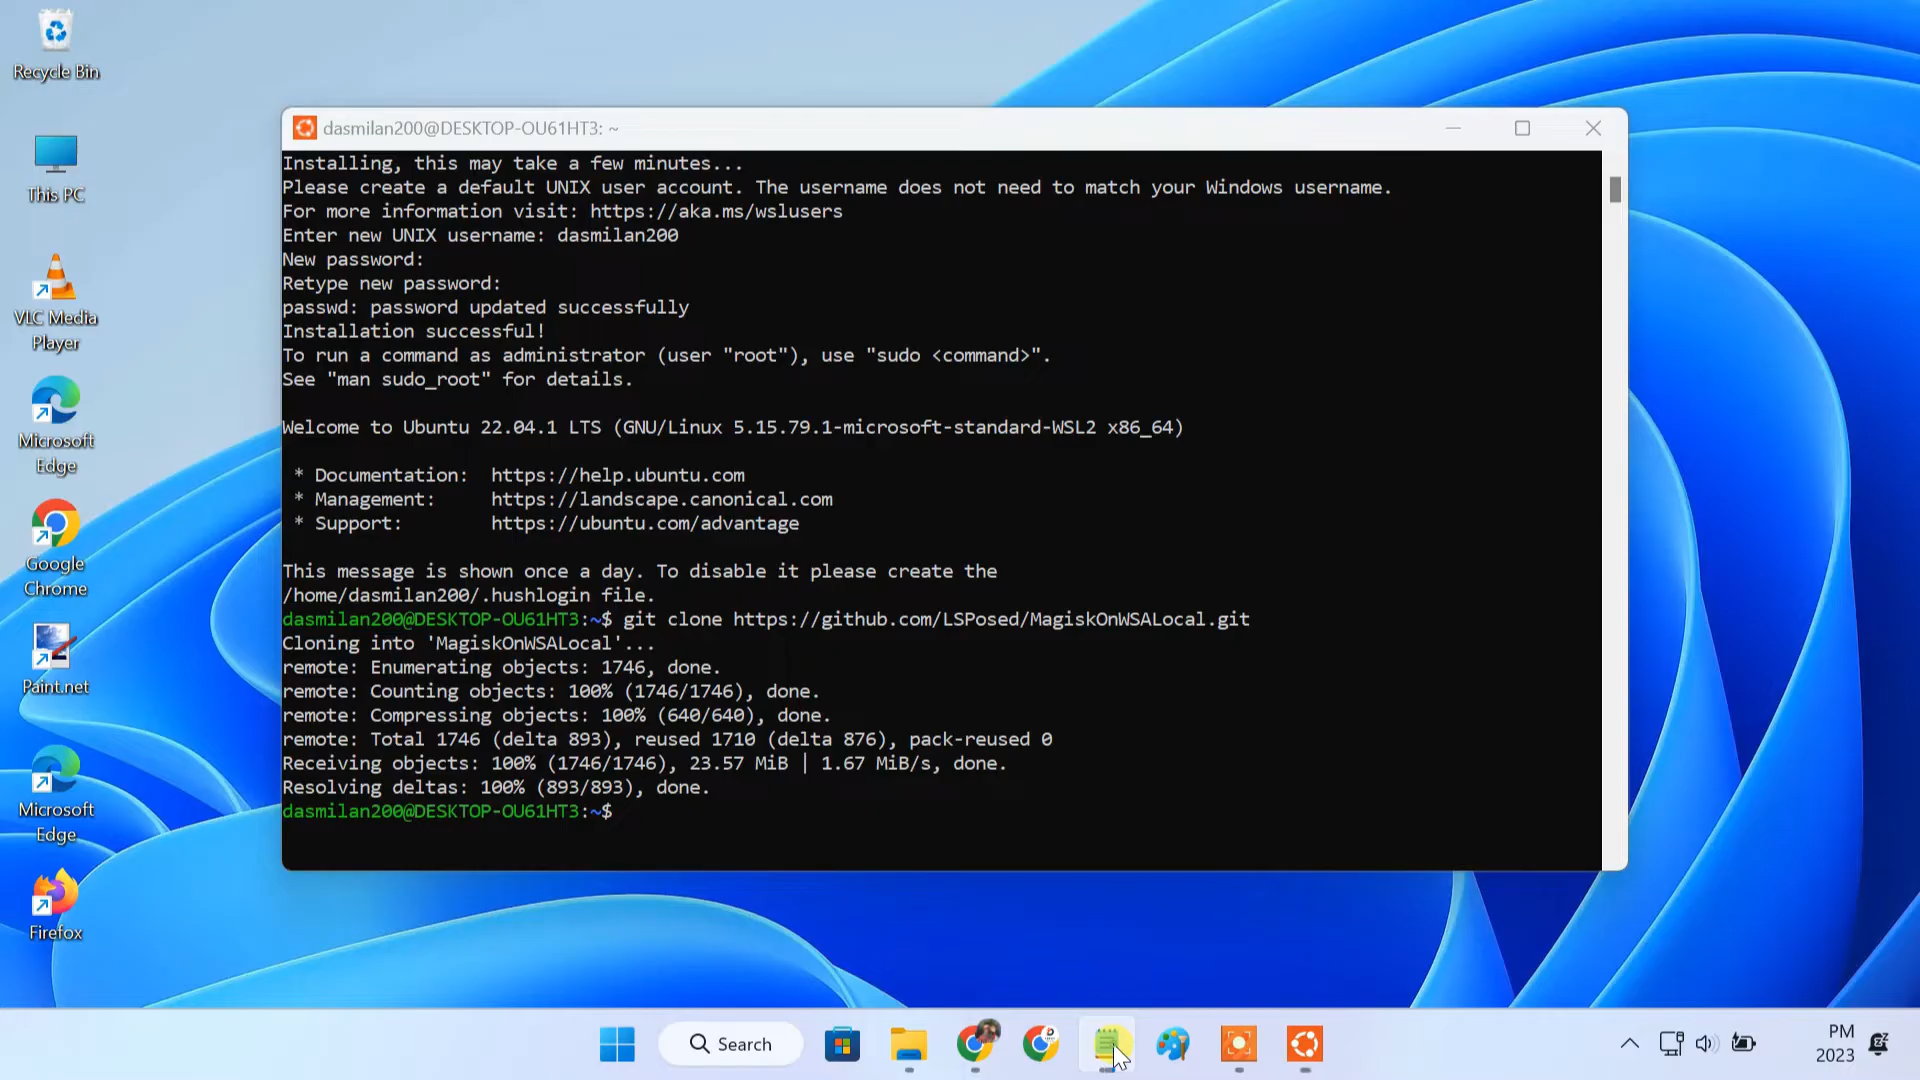 Recycle Bin
This PC
VLC Media
Player
Microsoft
Edge
Google
Chrome
Paint.net
Microsoft
Edge
Firefox
dasmilan200@DESKTOP-OU61HT3: ~
Installing, this may take a few minutes...
Please create a default UNIX user account. The username does not need to match your Windows username.
For more information visit: https://aka.ms/wslusers
Enter new UNIX username: dasmilan200
New password:
Retype new password:
passwd: password updated successfully
Installation successful!
To run a command as administrator (user "root"), use "sudo <command>".
See "man sudo_root" for details.
Welcome to Ubuntu 22.04.1 LTS (GNU/Linux 5.15.79.1-microsoft-standard-WSL2 x86_64)
* Documentation: https://help.ubuntu.com
* Management: https://landscape.canonical.com
* Support: https://ubuntu.com/advantage
This message is shown once a day. To disable it please create the
/home/dasmilan200/.hushlogin file.
dasmilan200@DESKTOP-OU61HT3:~$ git clone https://github.com/LSPosed/MagiskOnWSALocal.git
Cloning into 'MagiskOnWSALocal'...
remote: Enumerating objects: 1746, done.
remote: Counting objects: 100% (1746/1746), done.
remote: Compressing objects: 100% (640/640), done.
remote: Total 1746 (delta 893), reused 1710 (delta 876), pack-reused 0
Receiving objects: 100% (1746/1746), 23.57 MiB | 1.67 MiB/s, done.
Resolving deltas: 100% (893/893), done.
dasmilan200@DESKTOP-OU61HT3:~$
Search
PM
2023